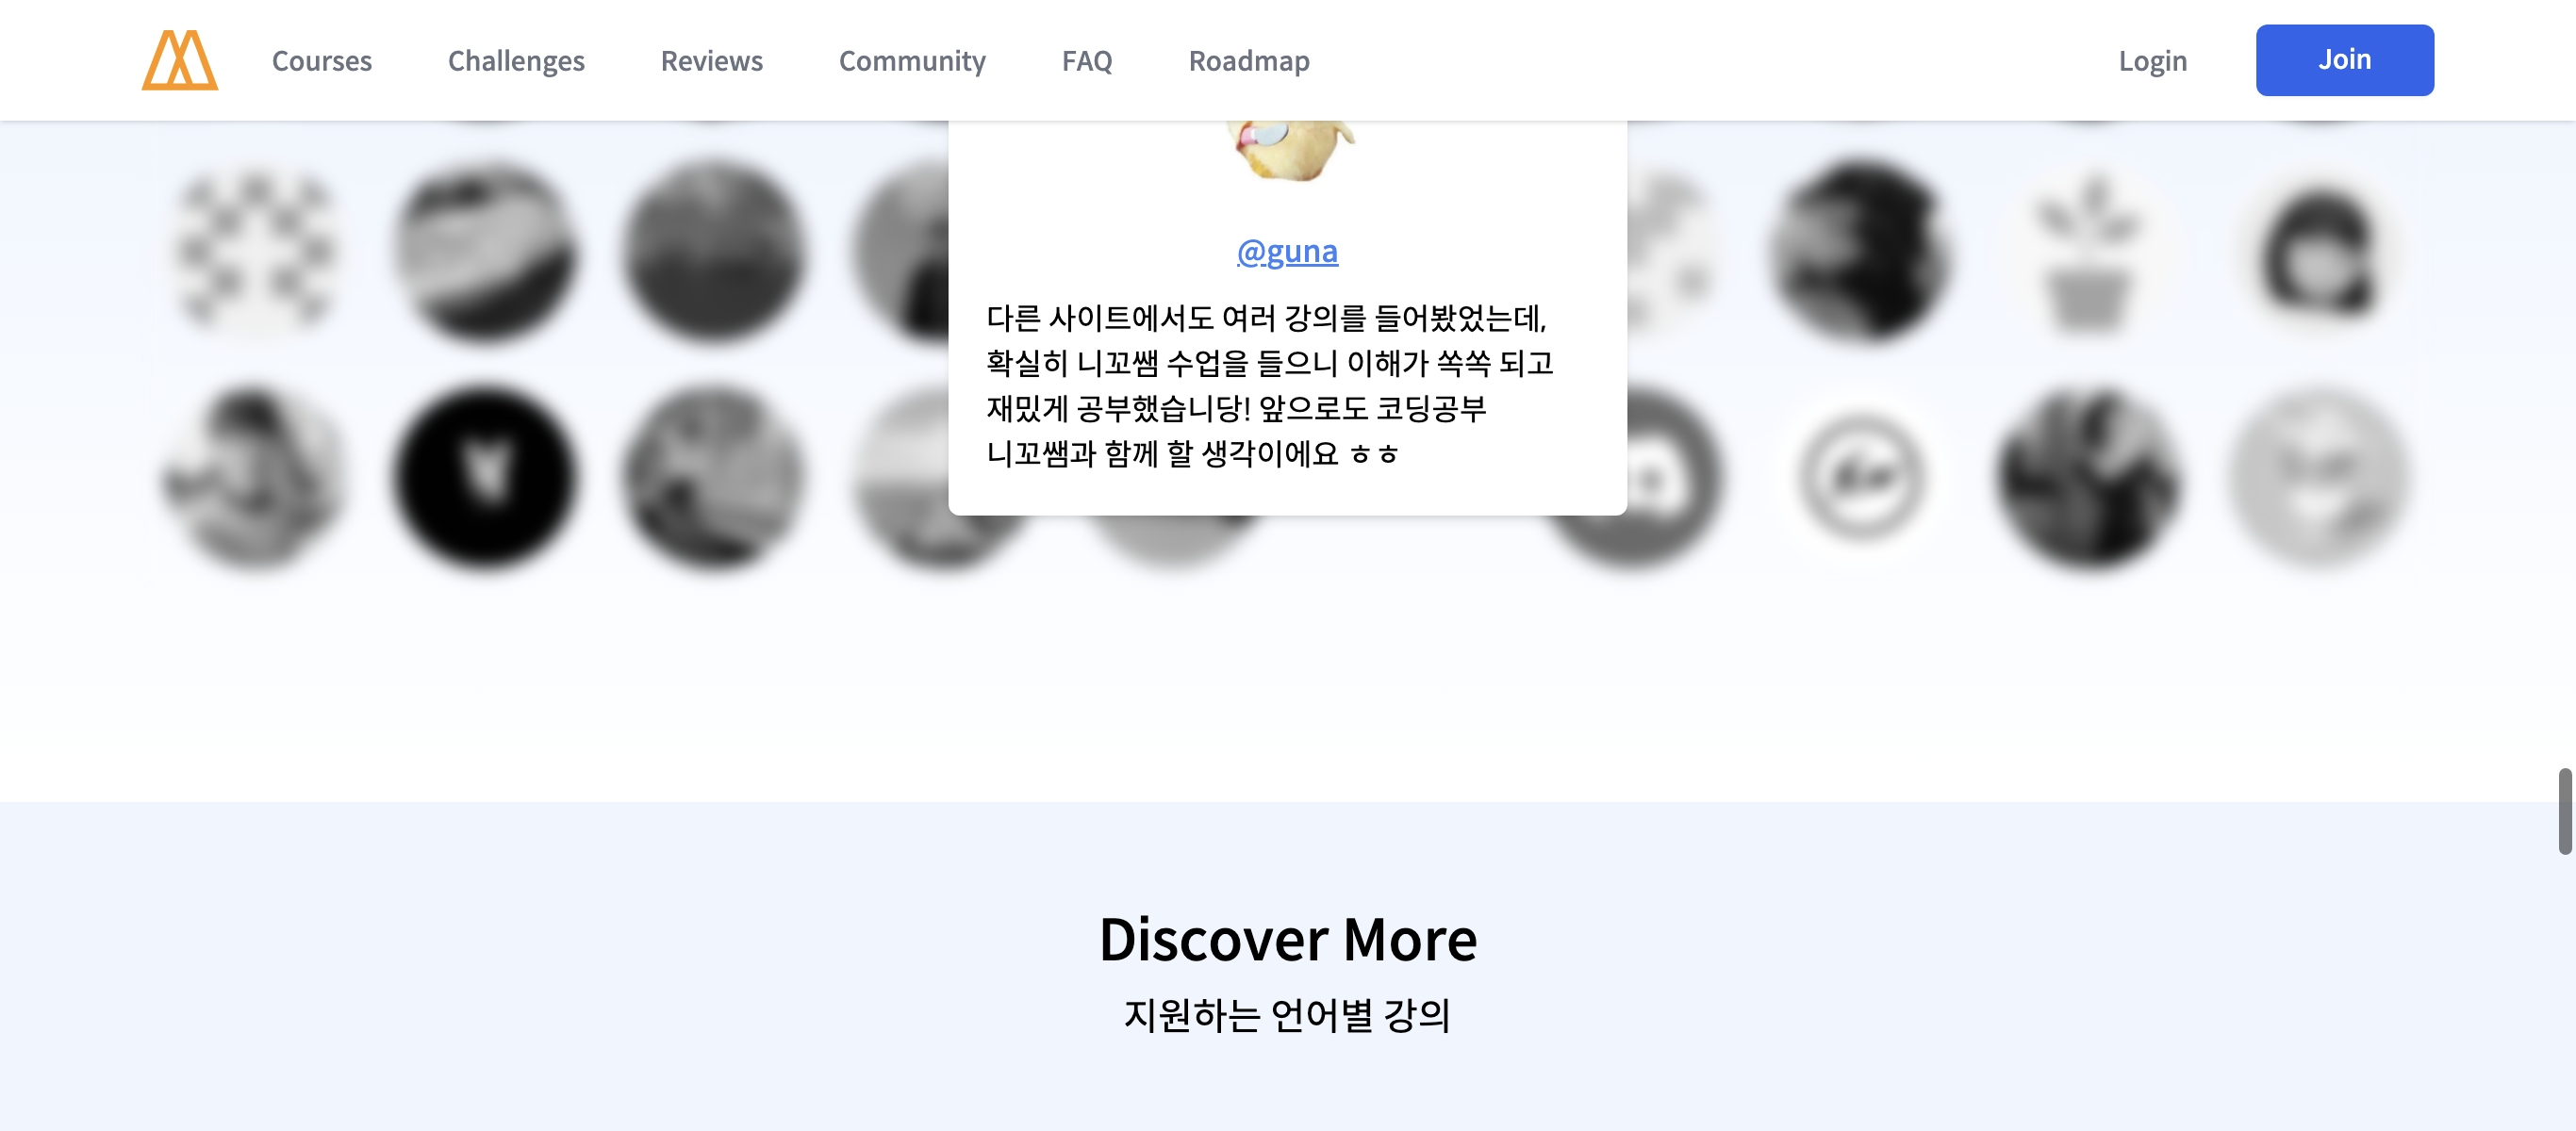 Courses Challenges Reviews Community FAQ Roadmap Login Join
@guna
다른 사이트에서도 여러 강의를 들어봤었는데,
확실히 니꼬쌤 수업을 들으니 이해가 쏙쏙 되고
재밌게 공부했습니당! 앞으로도 코딩공부
니꼬쌤과 함께 할 생각이에요 ㅎㅎ
Discover More
지원하는 언어별 강의